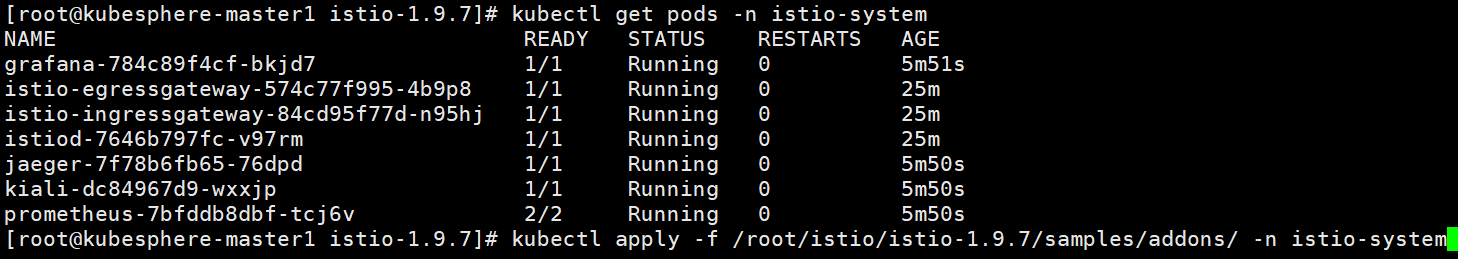 [root@kubesphere-master1 istio-1.9.7]# kubectl get pods -n istio-system
NAME READY STATUS RESTARTS AGE
grafana-784c89f4cf-bkjd7 1/1 Running 0 5m51s
istio-egressgateway-574c77f995-4b9p8 1/1 Running 0 25m
istio-ingressgateway-84cd95f77d-n95hj 1/1 Running 0 25m
istiod-7646b797fc-v97rm 1/1 Running 0 25m
jaeger-7f78b6fb65-76dpd 1/1 Running 0 5m50s
kiali-dc84967d9-wxxjp 1/1 Running 0 5m50s
prometheus-7bfddb8dbf-tcj6v 2/2 Running 0 5m50s
[root@kubesphere-master1 istio-1.9.7]# kubectl apply -f /root/istio/istio-1.9.7/samples/addons/ -n istio-system